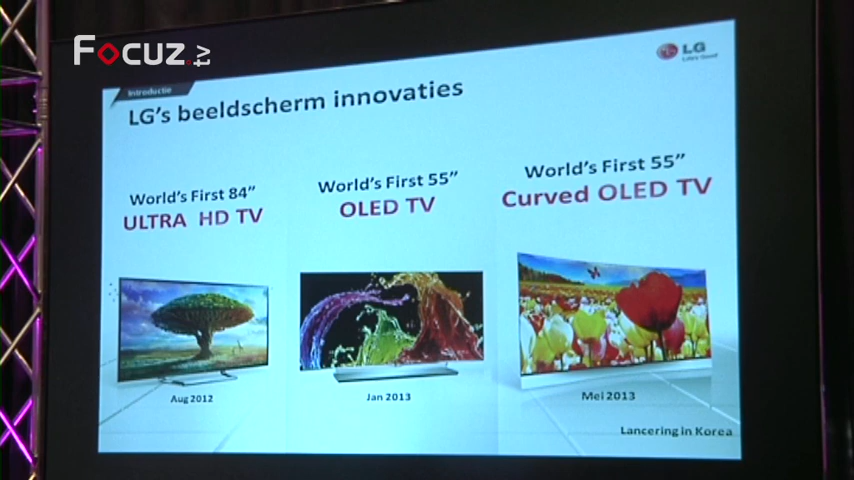 Focuz.tv
Introductie
LG
Life's Good
LG's beeldscherm innovaties
World's First 84"
ULTRA HD TV
World's First 55"
OLED TV
World's First 55"
Curved OLED TV
Aug 2012
Jan 2013
Mei 2013
Lancering in Korea